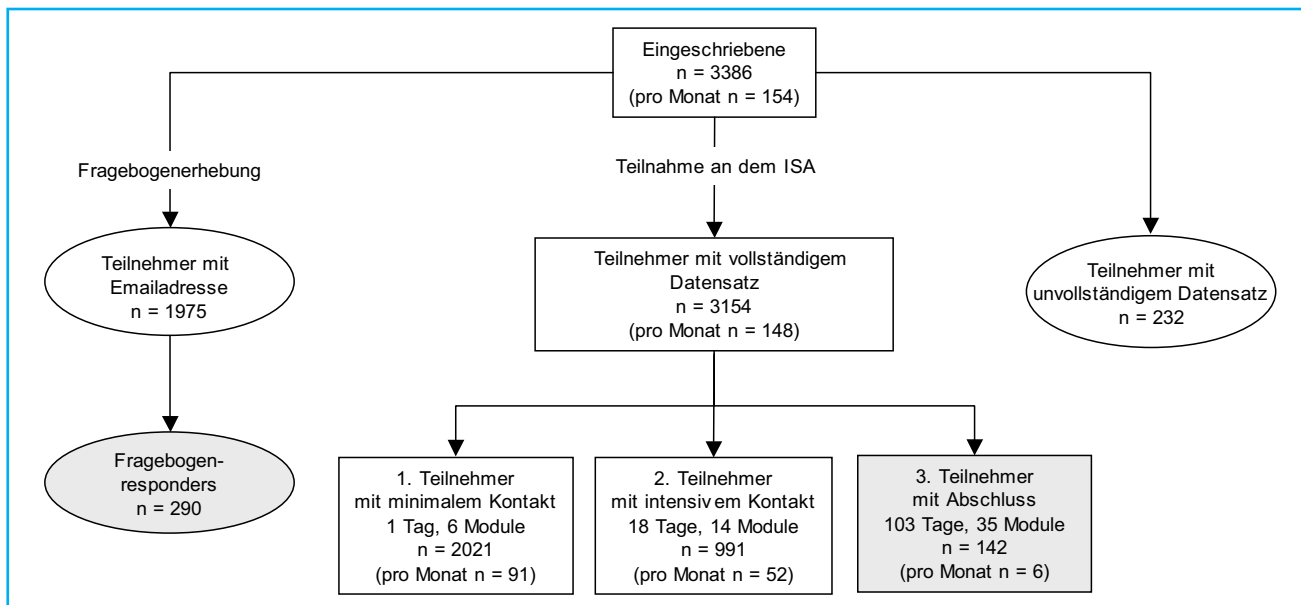 Eingeschriebene
n = 3386
(pro Monat n = 154)
Fragebogenerhebung
Teilnahme an dem ISA
Teilnehmer mit
Emailadresse
n = 1975
Teilnehmer mit vollständigem
Datensatz
n = 3154
(pro Monat = 148)
Teilnehmer mit
unvollständigem Datensatz
n = 232
Fragebogen-
responders
n = 290
1. Teilnehmer
mit minimalem Kontakt
1 Tag, 6 Module
n = 2021
(pro Monat n = 91)
2. Teilnehmer
mit intensivem Kontakt
18 Tage, 14 Module
n = 991
(pro Monat n = 52)
3. Teilnehmer
mit Abschluss
103 Tage, 35 Module
n = 142
(pro Monat n = 6)